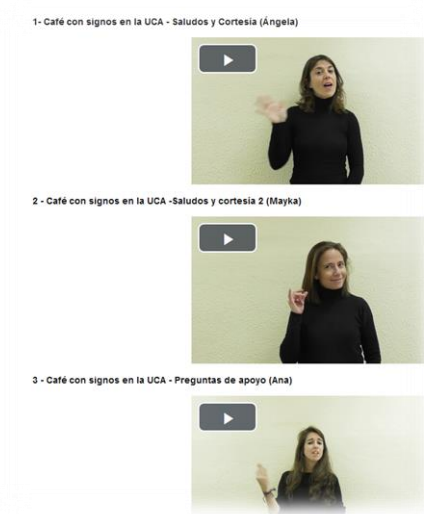 1- Café con signos en la UCA - Saludos y Cortesía (Ángela)
2 - Café con signos en la UCA -Saludos y cortesía 2 (Mayka)
3 - Café con signos en la UCA - Preguntas de apoyo (Ana)